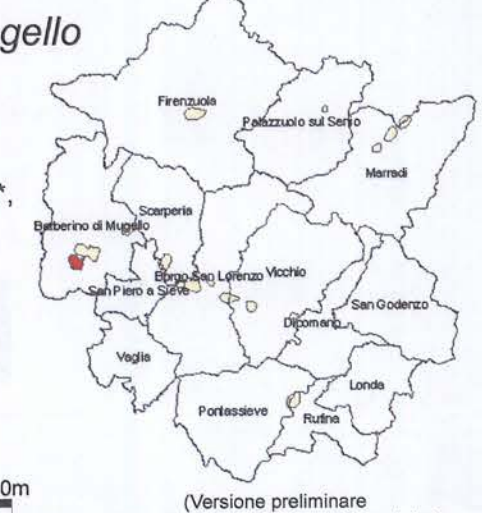 gello
Firenzuola
Palazzuolo sul Senio
Marradi
*,
Scarperia
Barberino di Mugello
Borgo San Lorenzo
Vicchio
San Piero a Sieve
San Godenzo
Dicomano
Vaglia
Londa
Pontassieve
Rufina
0m
(Versione preliminare